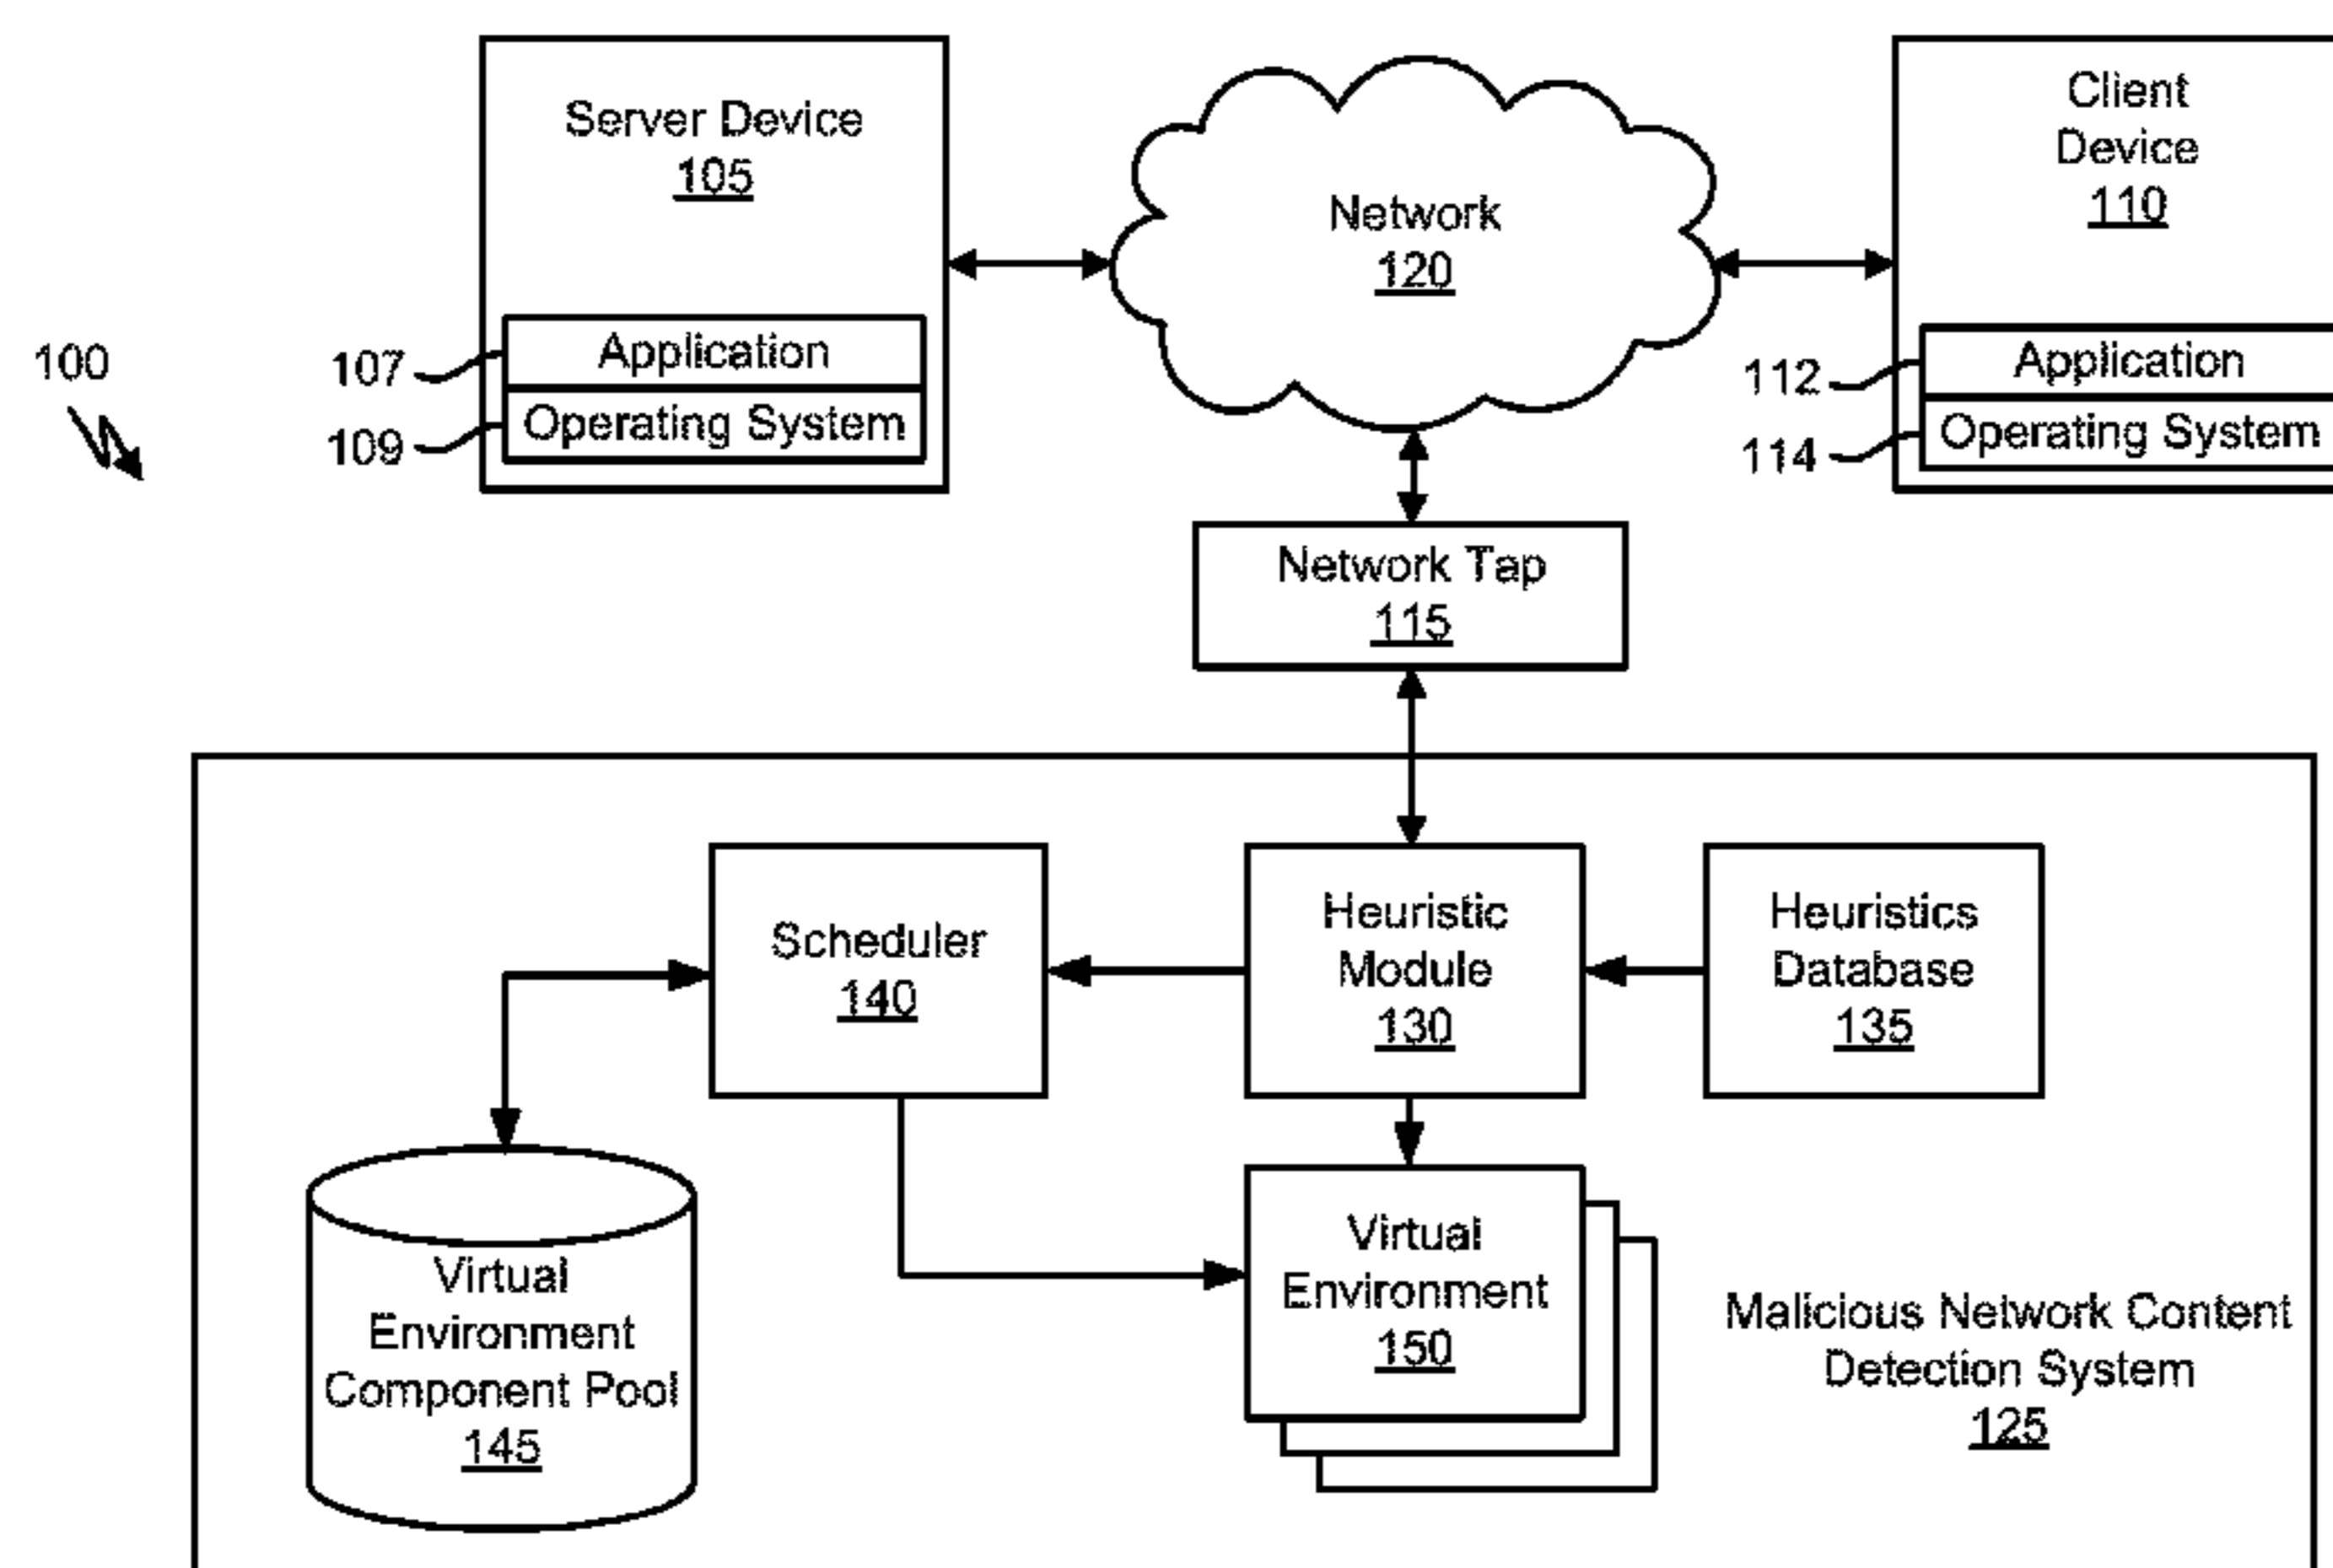 Server Device
105
Client
Device
110
Network
120
100
107
Application
109
Operating System
112
Application
114
Operating System
Network Tap
115
Scheduler
140
Heuristic
Module
130
Heuristics
Database
135
Virtual
Environment
Component Pool
145
Virtual
Environment
150
Malicious Network Content
Detection System
125